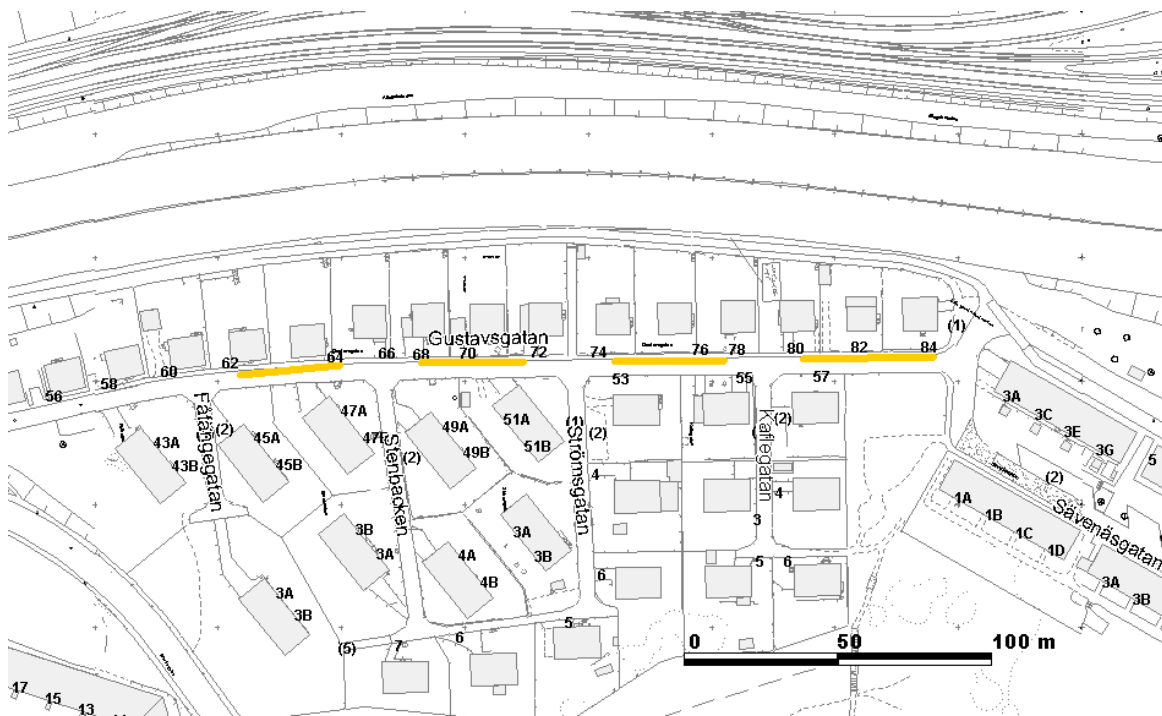 Gustavsgatan
56
58
60
62
64
66
68
70
72
74
76
78
80
82
84
(1)
53
55
57
3A
3C
3E
3G
5
(2)
Fåfängegatan
(2)
43A
43B
45A
45B
47A
Stenbacken
(2)
49A
49B
51A
51B
(1)
(2)
Strömsgatan
Kaflegatan
(2)
4
4
3
1A
1B
1C
1D
Sävenäsgatan
3A
3B
3B
3A
3A
3B
4A
4B
3A
3B
6
5
6
5
6
7
(5)
0 50 100 m
17
15
13